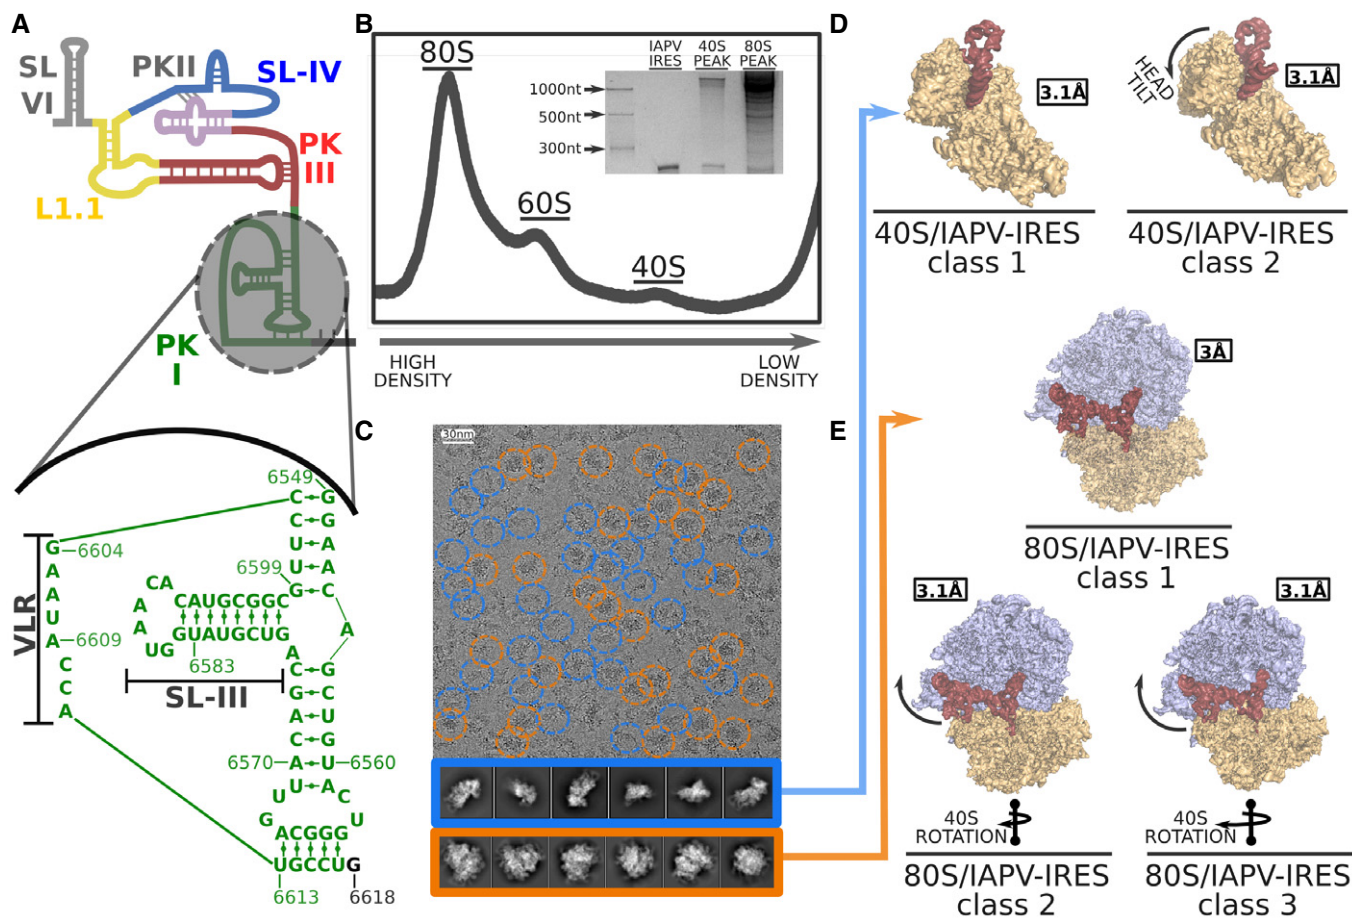 A
SL
VI
PKII
SL-IV
PK
III
L1.1
PK
I
6549
C G
C G
U A
U A
6599
G C
A
VLR
G 6604
A
A
U
A 6609
C
C
A
CA
A
A
UG
CAUGCGGC
GUAUGCUG
6583
SL-III
A G
G C
A U
C G
6570 A U 6560
U A
U C
G U
ACGGG
UGCCUG
6613
6618
B
80S
60S
40S
IAPV
IRES
40S
PEAK
80S
PEAK
1000nt
500nt
300nt
HIGH
DENSITY
LOW
DENSITY
C
30nm
D
3.1Å
40S/IAPV-IRES
class 1
HEAD
TILT
3.1Å
40S/IAPV-IRES
class 2
E
3Å
80S/IAPV-IRES
class 1
3.1Å
40S
ROTATION
80S/IAPV-IRES
class 2
3.1Å
40S
ROTATION
80S/IAPV-IRES
class 3